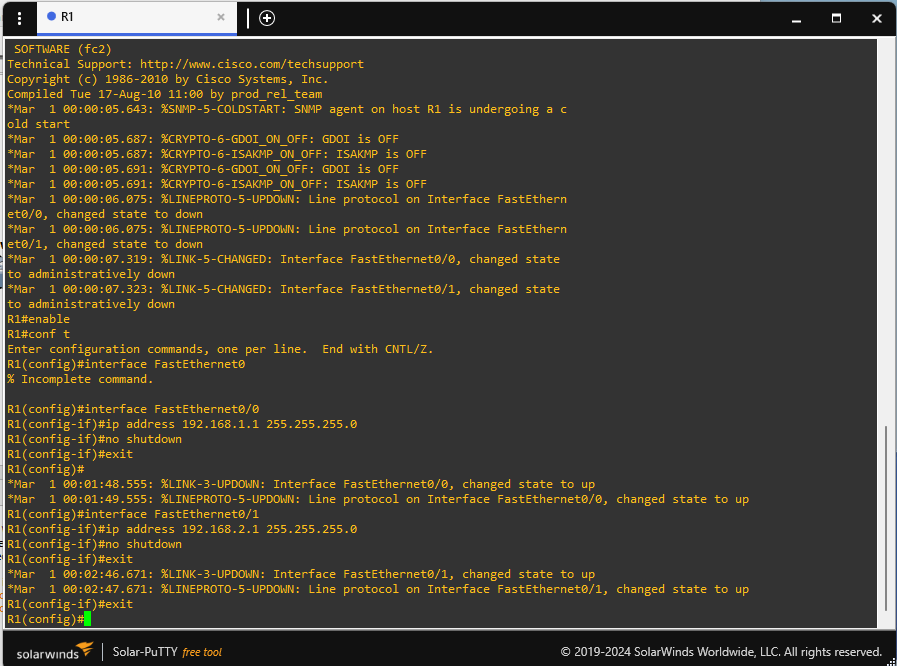 R1
SOFTWARE (fc2)
Technical Support: http://www.cisco.com/techsupport
Copyright (c) 1986-2010 by Cisco Systems, Inc.
Compiled Tue 17-Aug-10 11:00 by prod_rel_team
*Mar  1 00:00:05.643: %SNMP-5-COLDSTART: SNMP agent on host R1 is undergoing a c
old start
*Mar  1 00:00:05.687: %CRYPTO-6-GDOI_ON_OFF: GDOI is OFF
*Mar  1 00:00:05.687: %CRYPTO-6-ISAKMP_ON_OFF: ISAKMP is OFF
*Mar  1 00:00:05.691: %CRYPTO-6-GDOI_ON_OFF: GDOI is OFF
*Mar  1 00:00:05.691: %CRYPTO-6-ISAKMP_ON_OFF: ISAKMP is OFF
*Mar  1 00:00:06.075: %LINEPROTO-5-UPDOWN: Line protocol on Interface FastEthern
et0/0, changed state to down
*Mar  1 00:00:06.075: %LINEPROTO-5-UPDOWN: Line protocol on Interface FastEthern
et0/1, changed state to down
*Mar  1 00:00:07.319: %LINK-5-CHANGED: Interface FastEthernet0/0, changed state
to administratively down
*Mar  1 00:00:07.323: %LINK-5-CHANGED: Interface FastEthernet0/1, changed state
to administratively down
R1#enable
R1#conf t
Enter configuration commands, one per line.  End with CNTL/Z.
R1(config)#interface FastEthernet0
% Incomplete command.
R1(config)#interface FastEthernet0/0
R1(config-if)#ip address 192.168.1.1 255.255.255.0
R1(config-if)#no shutdown
R1(config-if)#exit
R1(config)#
*Mar  1 00:01:48.555: %LINK-3-UPDOWN: Interface FastEthernet0/0, changed state to up
*Mar  1 00:01:49.555: %LINEPROTO-5-UPDOWN: Line protocol on Interface FastEthernet0/0, changed state to up
R1(config)#interface FastEthernet0/1
R1(config-if)#ip address 192.168.2.1 255.255.255.0
R1(config-if)#no shutdown
R1(config-if)#exit
*Mar  1 00:02:46.671: %LINK-3-UPDOWN: Interface FastEthernet0/1, changed state to up
*Mar  1 00:02:47.671: %LINEPROTO-5-UPDOWN: Line protocol on Interface FastEthernet0/1, changed state to up
R1(config-if)#exit
R1(config)#
solarwinds Solar-PuTTY free tool © 2019-2024 SolarWinds Worldwide, LLC. All rights reserved.